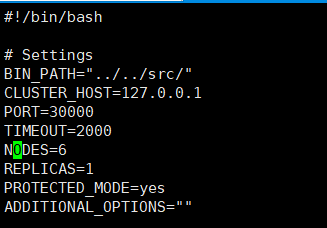 #!/bin/bash
# Settings
BIN_PATH="../../src/"
CLUSTER_HOST=127.0.0.1
PORT=30000
TIMEOUT=2000
NODES=6
REPLICAS=1
PROTECTED_MODE=yes
ADDITIONAL_OPTIONS=""